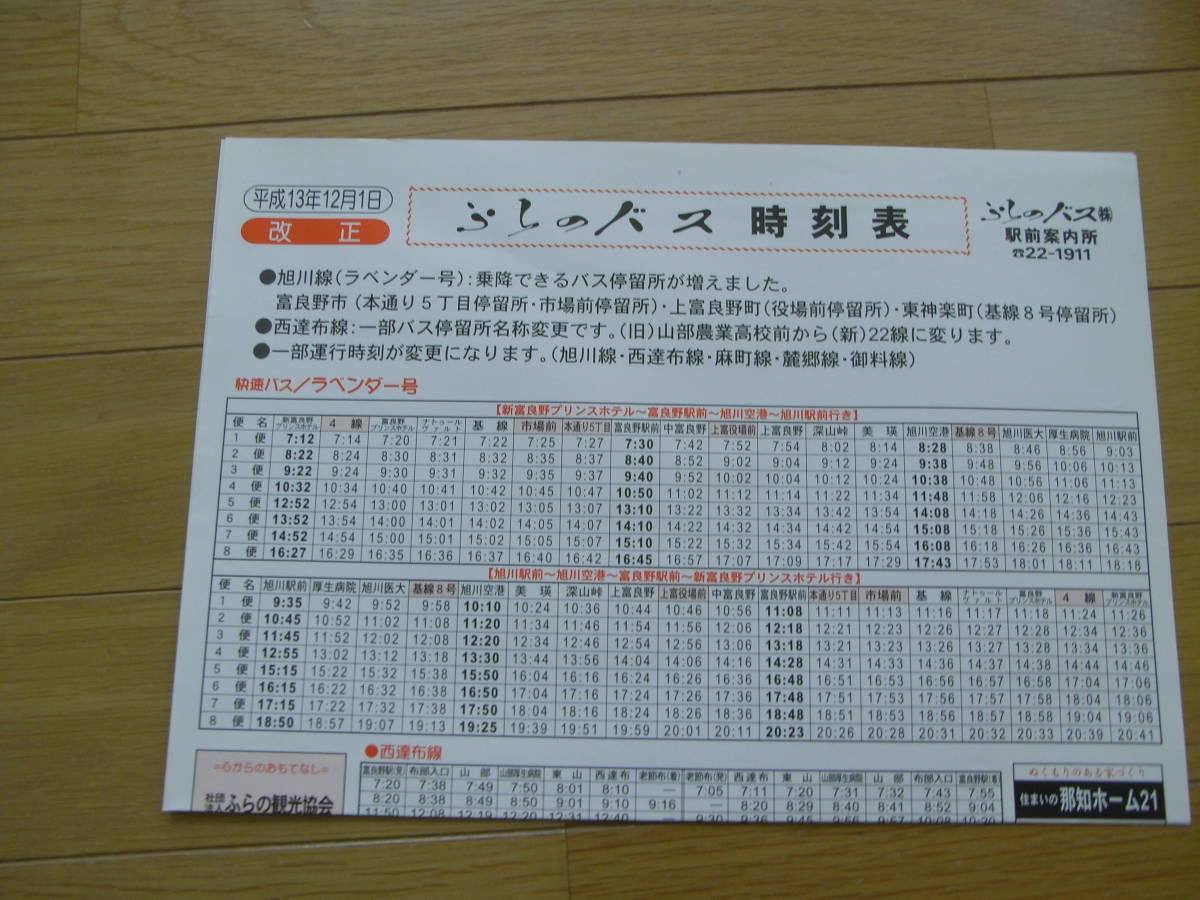 平成13年12月1日
改 正
ふらのバス 時刻表
ふらのバス㈱
駅前案内所
☎22-1911
●旭川線(ラベンダー号):乗降できるバス停留所が増えました。
富良野市(本通り5丁目停留所・市場前停留所)・上富良野町(役場前停留所)・東神楽町(基線8号停留所)
●西達布線:一部バス停留所名称変更です。(旧)山部農業高校前から(新)22線に変ります。
●一部運行時刻が変更になります。(旭川線・西達布線・麻町線・麓郷線・御料線)
快速バス/ラベンダー号
【新富良野プリンスホテル~富良野駅前~旭川空港~旭川駅前行き】
便 名 新富良野プリンスホテル 4 線 富良野プリンスホテル ナトゥールヴァルト 基 線 市場前 本通り5丁目 富良野駅前 中富良野 上富役場前 上富良野 深山峠 美 瑛 旭川空港 基線8号 旭川医大 厚生病院 旭川駅前
1 便 7:12 7:14 7:20 7:21 7:22 7:25 7:27 7:30 7:42 7:52 7:54 8:02 8:14 8:28 8:38 8:46 8:56 9:03
2 便 8:22 8:24 8:30 8:31 8:32 8:35 8:37 8:40 8:52 9:02 9:04 9:12 9:24 9:38 9:48 9:56 10:06 10:13
3 便 9:22 9:24 9:30 9:31 9:32 9:35 9:37 9:40 9:52 10:02 10:04 10:12 10:24 10:38 10:48 10:56 11:06 11:13
4 便 10:32 10:34 10:40 10:41 10:42 10:45 10:47 10:50 11:02 11:12 11:14 11:22 11:34 11:48 11:58 12:06 12:16 12:23
5 便 12:52 12:54 13:00 13:01 13:02 13:05 13:07 13:10 13:22 13:32 13:34 13:42 13:54 14:08 14:18 14:26 14:36 14:43
6 便 13:52 13:54 14:00 14:01 14:02 14:05 14:07 14:10 14:22 14:32 14:34 14:42 14:54 15:08 15:18 15:26 15:36 15:43
7 便 14:52 14:54 15:00 15:01 15:02 15:05 15:07 15:10 15:22 15:32 15:34 15:42 15:54 16:08 16:18 16:26 16:36 16:43
8 便 16:27 16:29 16:35 16:36 16:37 16:40 16:42 16:45 16:57 17:07 17:09 17:17 17:29 17:43 17:53 18:01 18:11 18:18
【旭川駅前~旭川空港~富良野駅前~新富良野プリンスホテル行き】
便 名 旭川駅前 厚生病院 旭川医大 基線8号 旭川空港 美 瑛 深山峠 上富良野 上富役場前 中富良野 富良野駅前 本通り5丁目 市場前 基 線 ナトゥールヴァルト 富良野プリンスホテル 4 線 新富良野プリンスホテル
1 便 9:35 9:42 9:52 9:58 10:10 10:24 10:36 10:44 10:46 10:56 11:08 11:11 11:13 11:16 11:17 11:18 11:24 11:26
2 便 10:45 10:52 11:02 11:08 11:20 11:34 11:46 11:54 11:56 12:06 12:18 12:21 12:23 12:26 12:27 12:28 12:34 12:36
3 便 11:45 11:52 12:02 12:08 12:20 12:34 12:46 12:54 12:56 13:06 13:18 13:21 13:23 13:26 13:27 13:28 13:34 13:36
4 便 12:55 13:02 13:12 13:18 13:30 13:44 13:56 14:04 14:06 14:16 14:28 14:31 14:33 14:36 14:37 14:38 14:44 14:46
5 便 15:15 15:22 15:32 15:38 15:50 16:04 16:16 16:24 16:26 16:36 16:48 16:51 16:53 16:56 16:57 16:58 17:04 17:06
6 便 16:15 16:22 16:32 16:38 16:50 17:04 17:16 17:24 17:26 17:36 17:48 17:51 17:53 17:56 17:57 17:58 18:04 18:06
7 便 17:15 17:22 17:32 17:38 17:50 18:04 18:16 18:24 18:26 18:36 18:48 18:51 18:53 18:56 18:57 18:58 19:04 19:06
8 便 18:50 18:57 19:07 19:13 19:25 19:39 19:51 19:59 20:01 20:11 20:23 20:26 20:28 20:31 20:32 20:33 20:39 20:41
=心からのおもてなし=
社団法人 ふらの観光協会
●西達布線
富良野駅(発) 布部入口 山 部 山部厚生病院 東 山 西達布 老節布(着) 老節布(発) 西達布 東 山 山部厚生病院 山 部 布部入口 富良野駅(着)
7:20 7:38 7:49 7:50 8:01 8:10 — 7:05 7:11 7:20 7:31 7:32 7:43 7:55
8:20 8:38 8:49 8:50 9:01 9:10 9:16 — 8:20 8:29 8:40 8:41 8:52 9:04
11:50 12:08 12:19 12:20 12:31 12:40 — 9:30 9:36 9:45 9:56 9:57 10:08 10:20
ぬくもりのある家づくり
住まいの 那知ホーム21